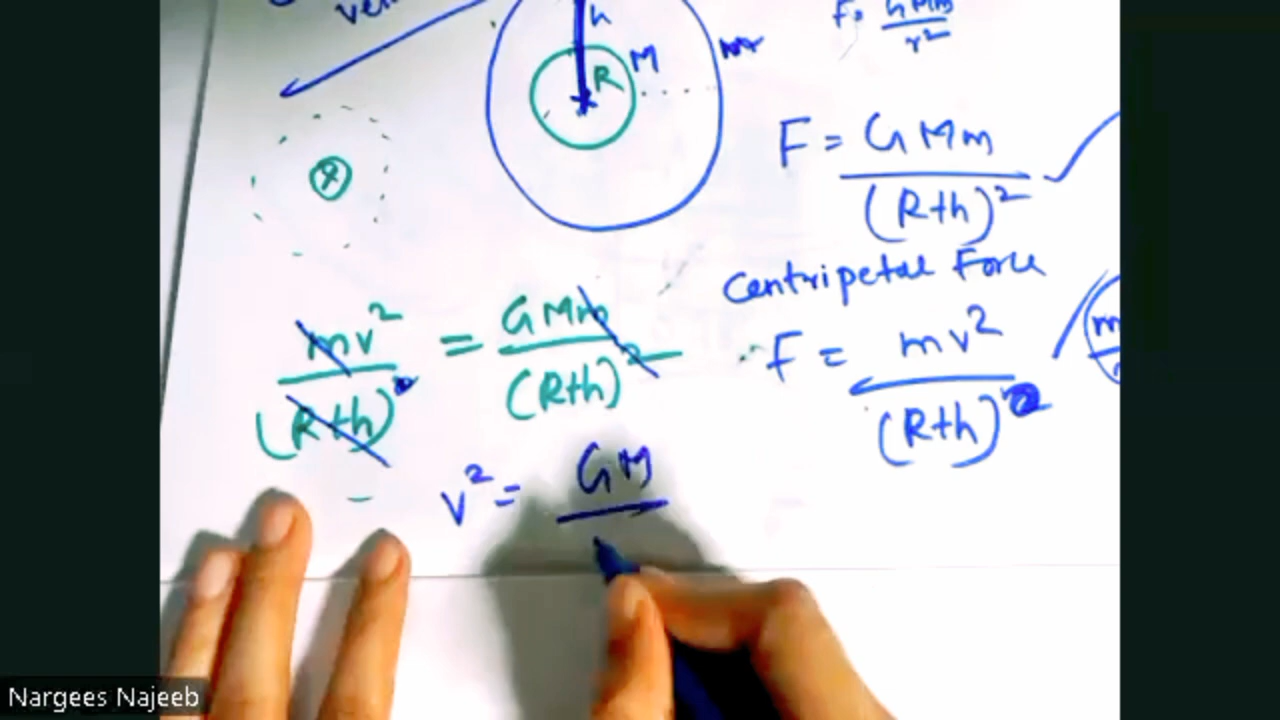 h
R
M
F = GMm
r²
F = GMm
(R+h)²
Centripetal Force
F = mv²
(R+h)
mv² = GMm
(R+h) (R+h)²
v² = GM
Nargees Najeeb